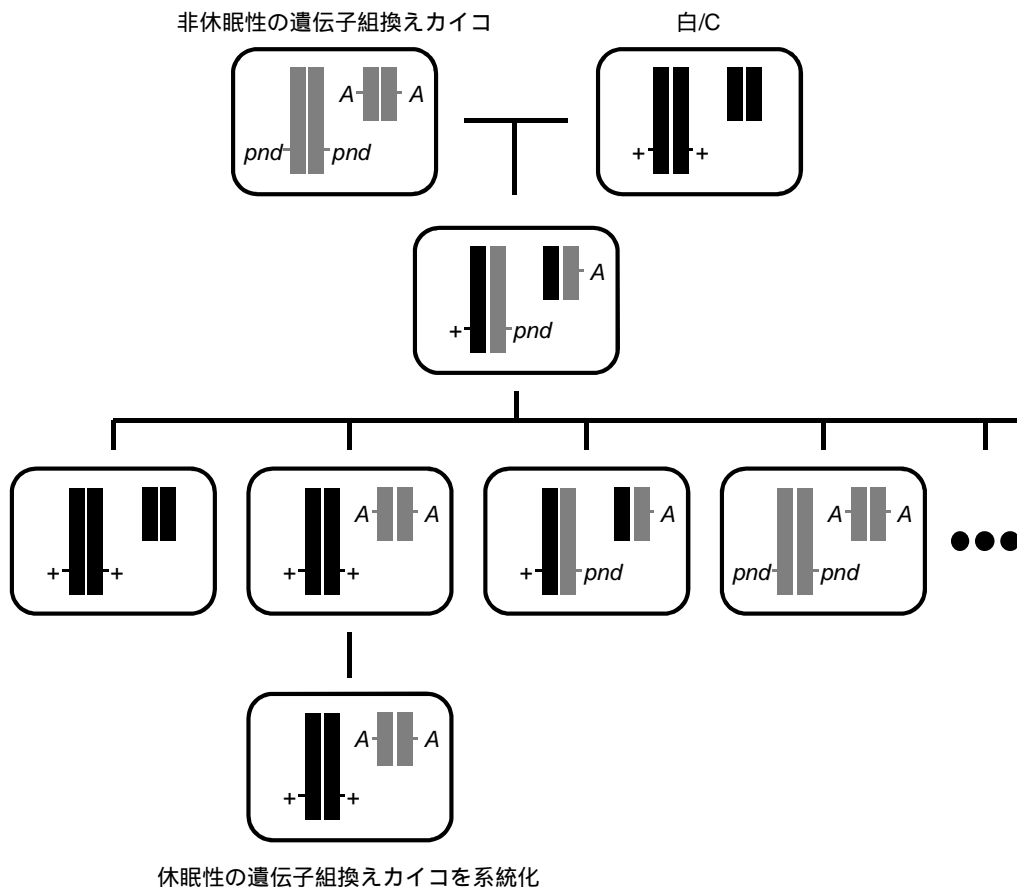 非休眠性の遺伝子組換えカイコ 白/C
A A
pnd pnd + +
A
+ pnd
A A A A A
+ + + + + pnd pnd pnd
A A
+ +
休眠性の遺伝子組換えカイコを系統化